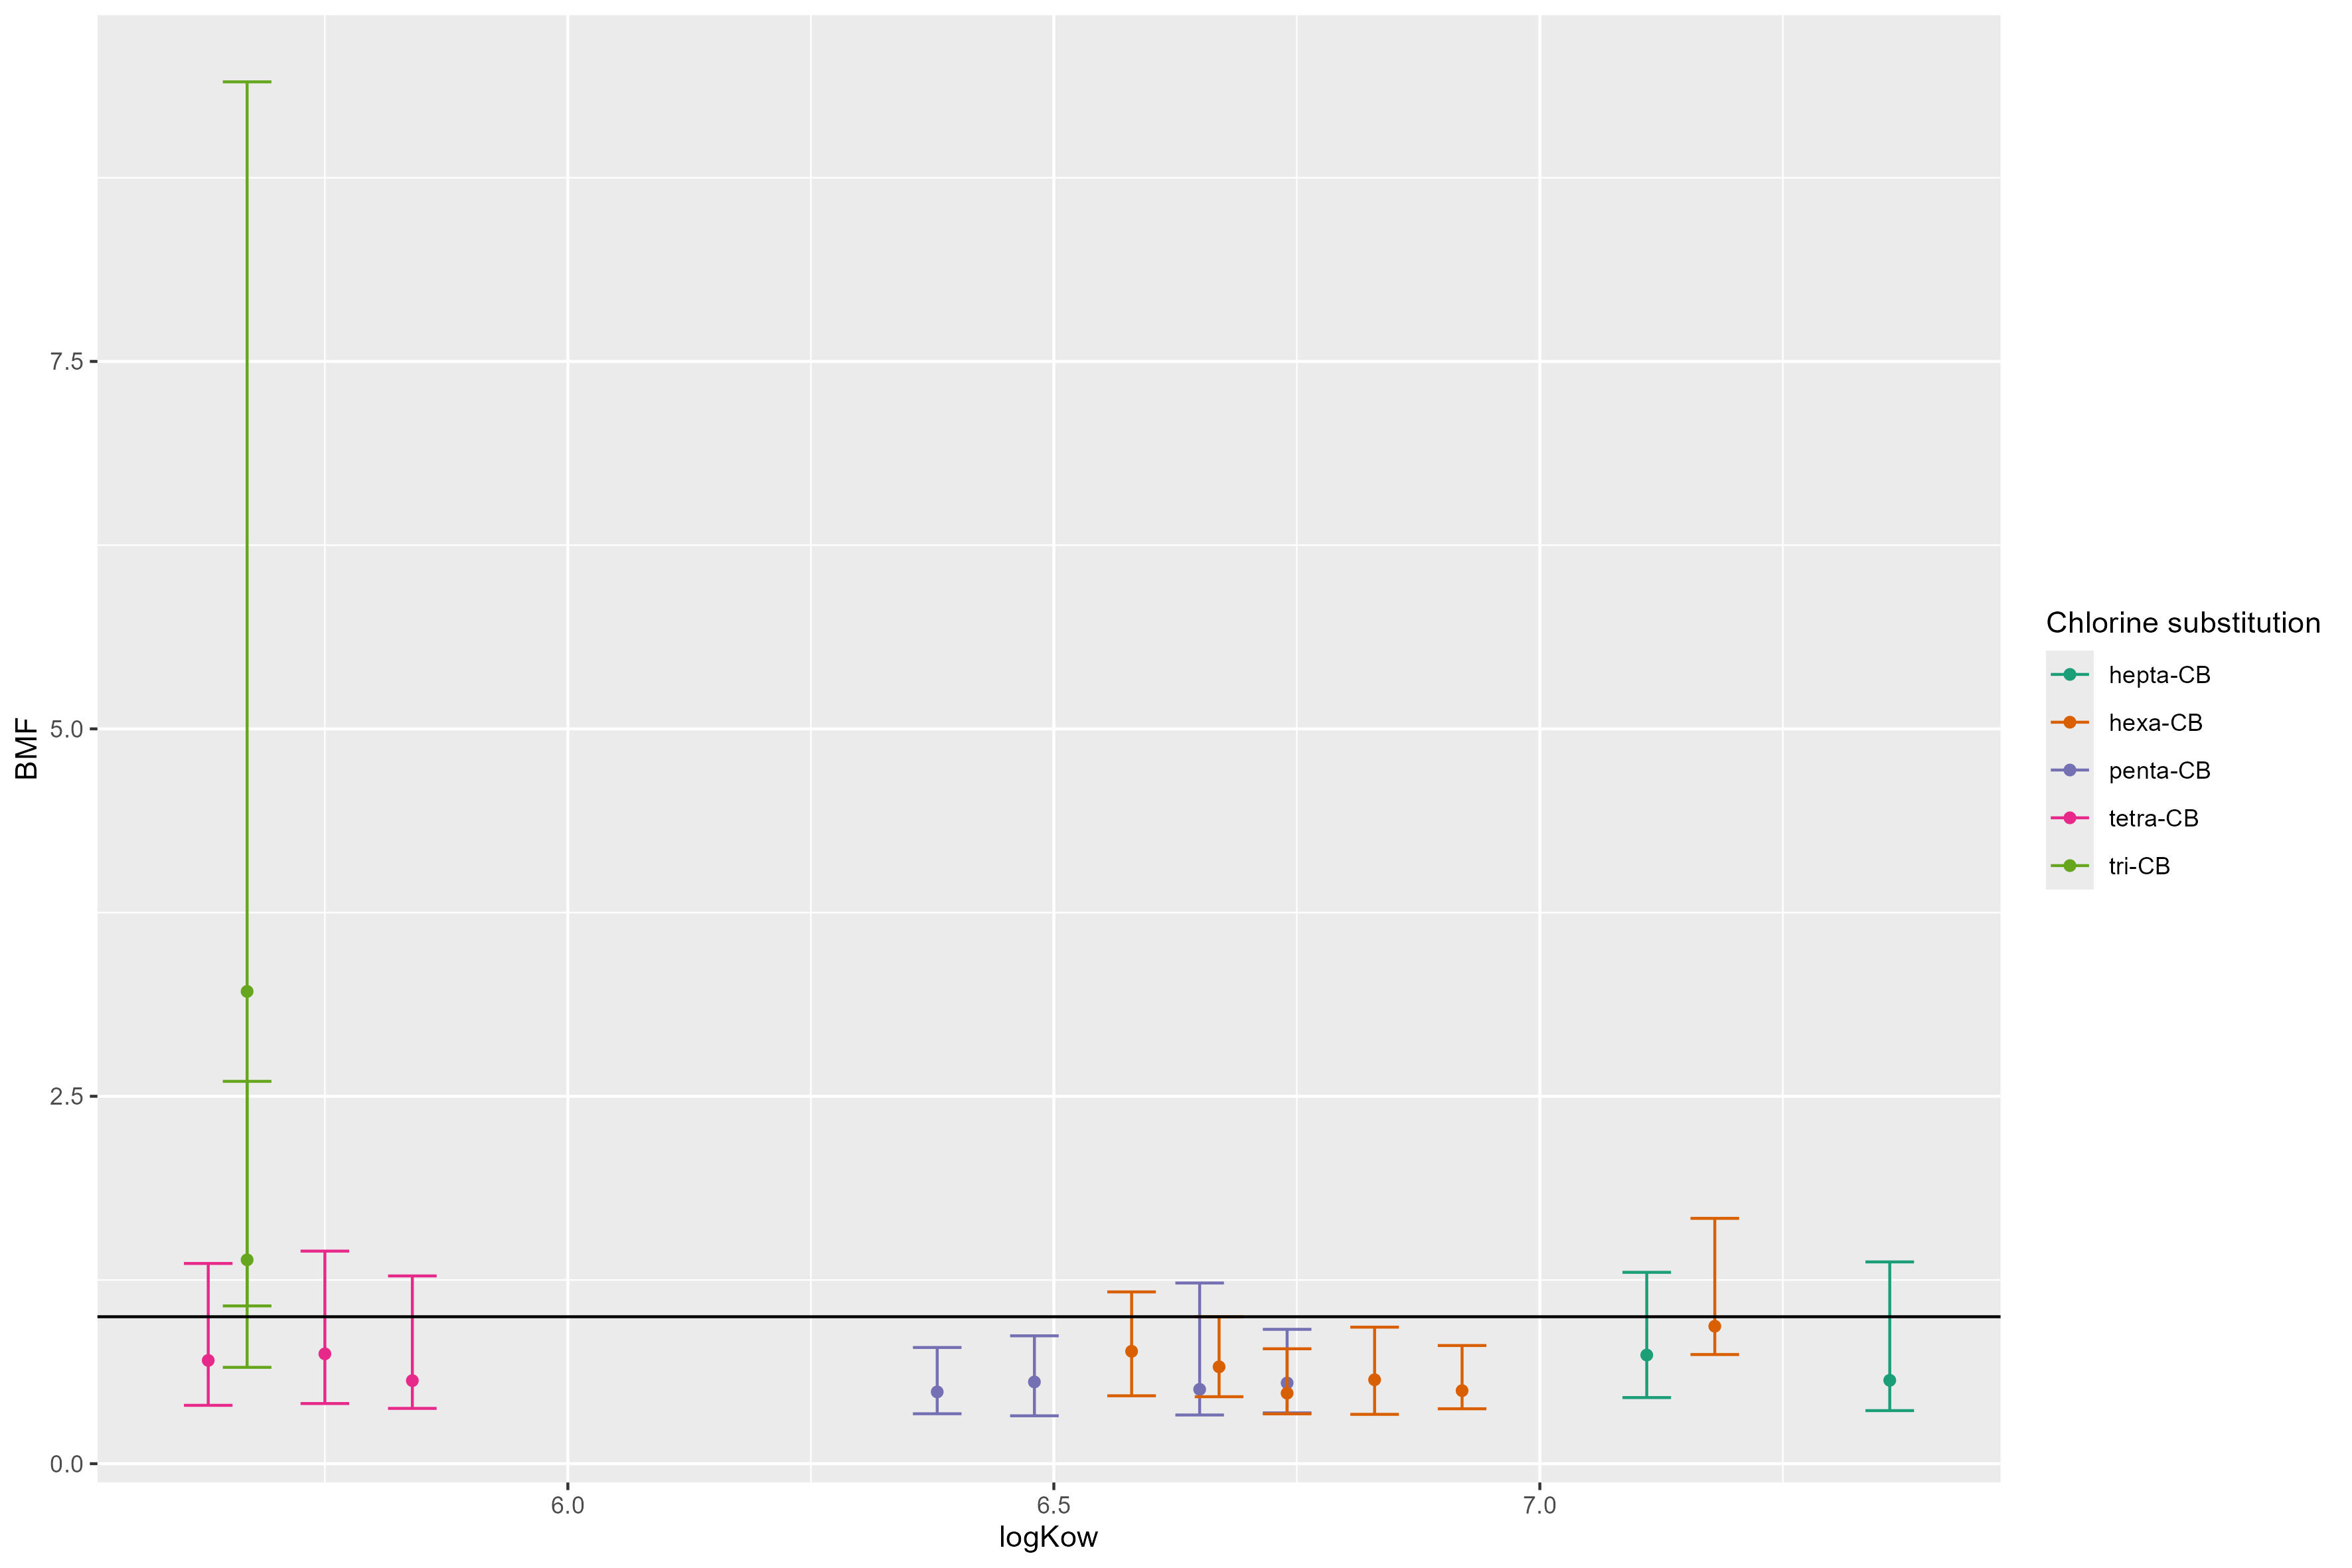 BMF
7.5
5.0
2.5
0.0
6.0
6.5
7.0
logKow
Chlorine substitution
hepta-CB
hexa-CB
penta-CB
tetra-CB
tri-CB